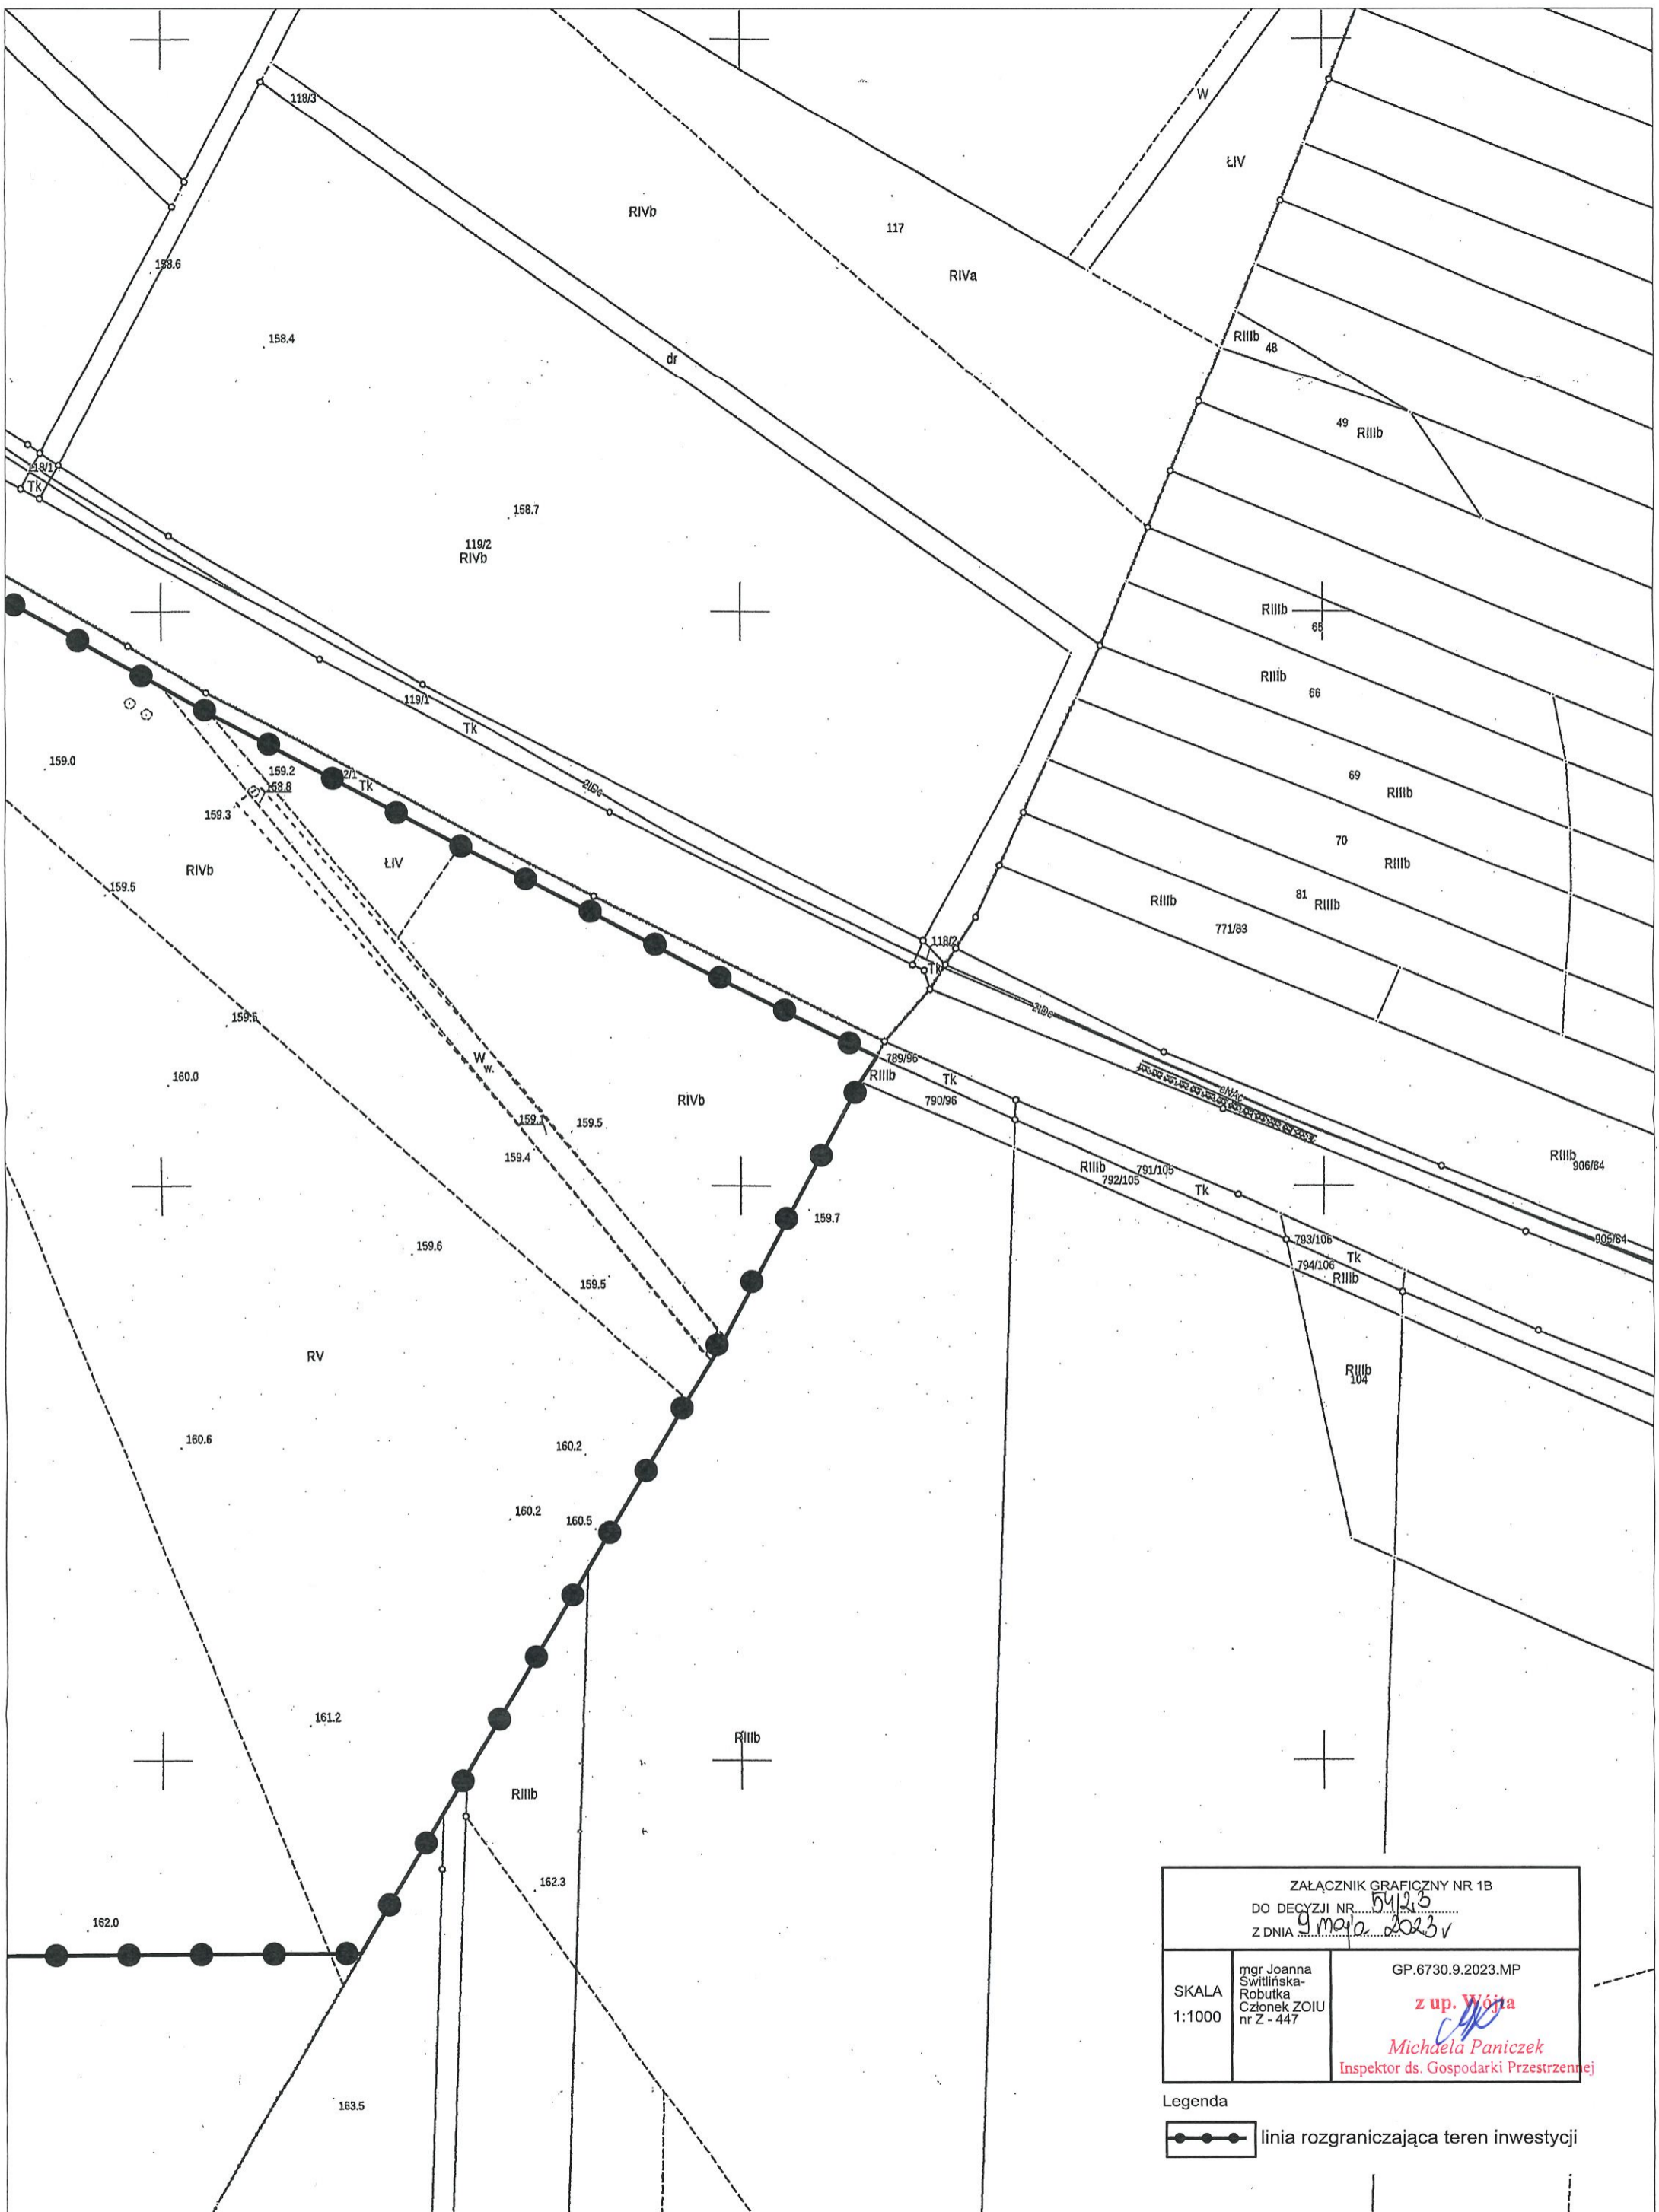 118/3
W
ŁIV
RIVb
117
RIVa
158.6
158.4
dr
RIIIb
48
49
RIIIb
118/1
Tk
158.7
119/2
RIVb
RIIIb
65
RIIIb
66
119/1
Tk
159.0
159.2
2/1
Tk
158.8
159.3
69
RIIIb
70
RIIIb
ŁIV
RIVb
159.5
81
RIIIb
RIIIb
771/83
118/2
Tk
159.5
W
w.
160.0
789/96
RIIIb
Tk
790/96
RIVb
eNAc
159.1
159.5
159.4
RIIIb
906/84
RIIIb
791/105
792/105
Tk
159.7
159.6
159.5
793/106
Tk
794/106
RIIIb
905/84
RV
RIIIb
104
160.6
160.2
160.2
160.5
161.2
RIIIb
RIIIb
162.3
162.0
163.5
ZAŁĄCZNIK GRAFICZNY NR 1B
DO DECYZJI NR 54/23
Z DNIA 9 maja 2023 r
SKALA
1:1000
mgr Joanna
Świtlińska-
Robutka
Członek ZOIU
nr Z - 447
GP.6730.9.2023.MP
z up. Wójta
Michaela Paniczek
Inspektor ds. Gospodarki Przestrzennej
Legenda
linia rozgraniczająca teren inwestycji